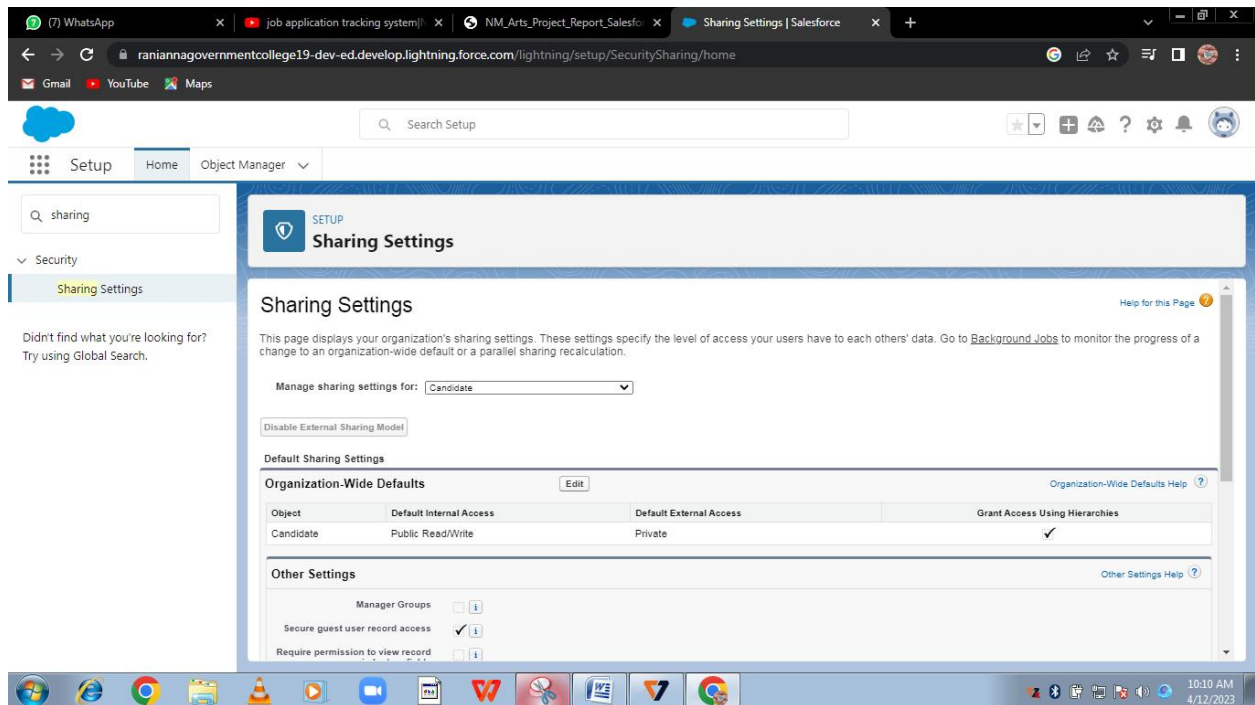 (7) WhatsApp
job application tracking system|N
NM_Arts_Project_Report_Salesfo
Sharing Settings | Salesforce
raniannagovernmentcollege19-dev-ed.develop.lightning.force.com/lightning/setup/SecuritySharing/home
Gmail YouTube Maps
Search Setup
Setup Home Object Manager
sharing
Security
Sharing Settings
Didn't find what you're looking for?
Try using Global Search.
SETUP
Sharing Settings
Sharing Settings
Help for this Page
This page displays your organization's sharing settings. These settings specify the level of access your users have to each others' data. Go to Background Jobs to monitor the progress of a
change to an organization-wide default or a parallel sharing recalculation.
Manage sharing settings for: Candidate
Disable External Sharing Model
Default Sharing Settings
Organization-Wide Defaults Edit Organization-Wide Defaults Help ?
Object Default Internal Access Default External Access Grant Access Using Hierarchies
Candidate Public Read/Write Private
Other Settings Other Settings Help ?
Manager Groups i
Secure guest user record access i
Require permission to view record i
10:10 AM
4/12/2023